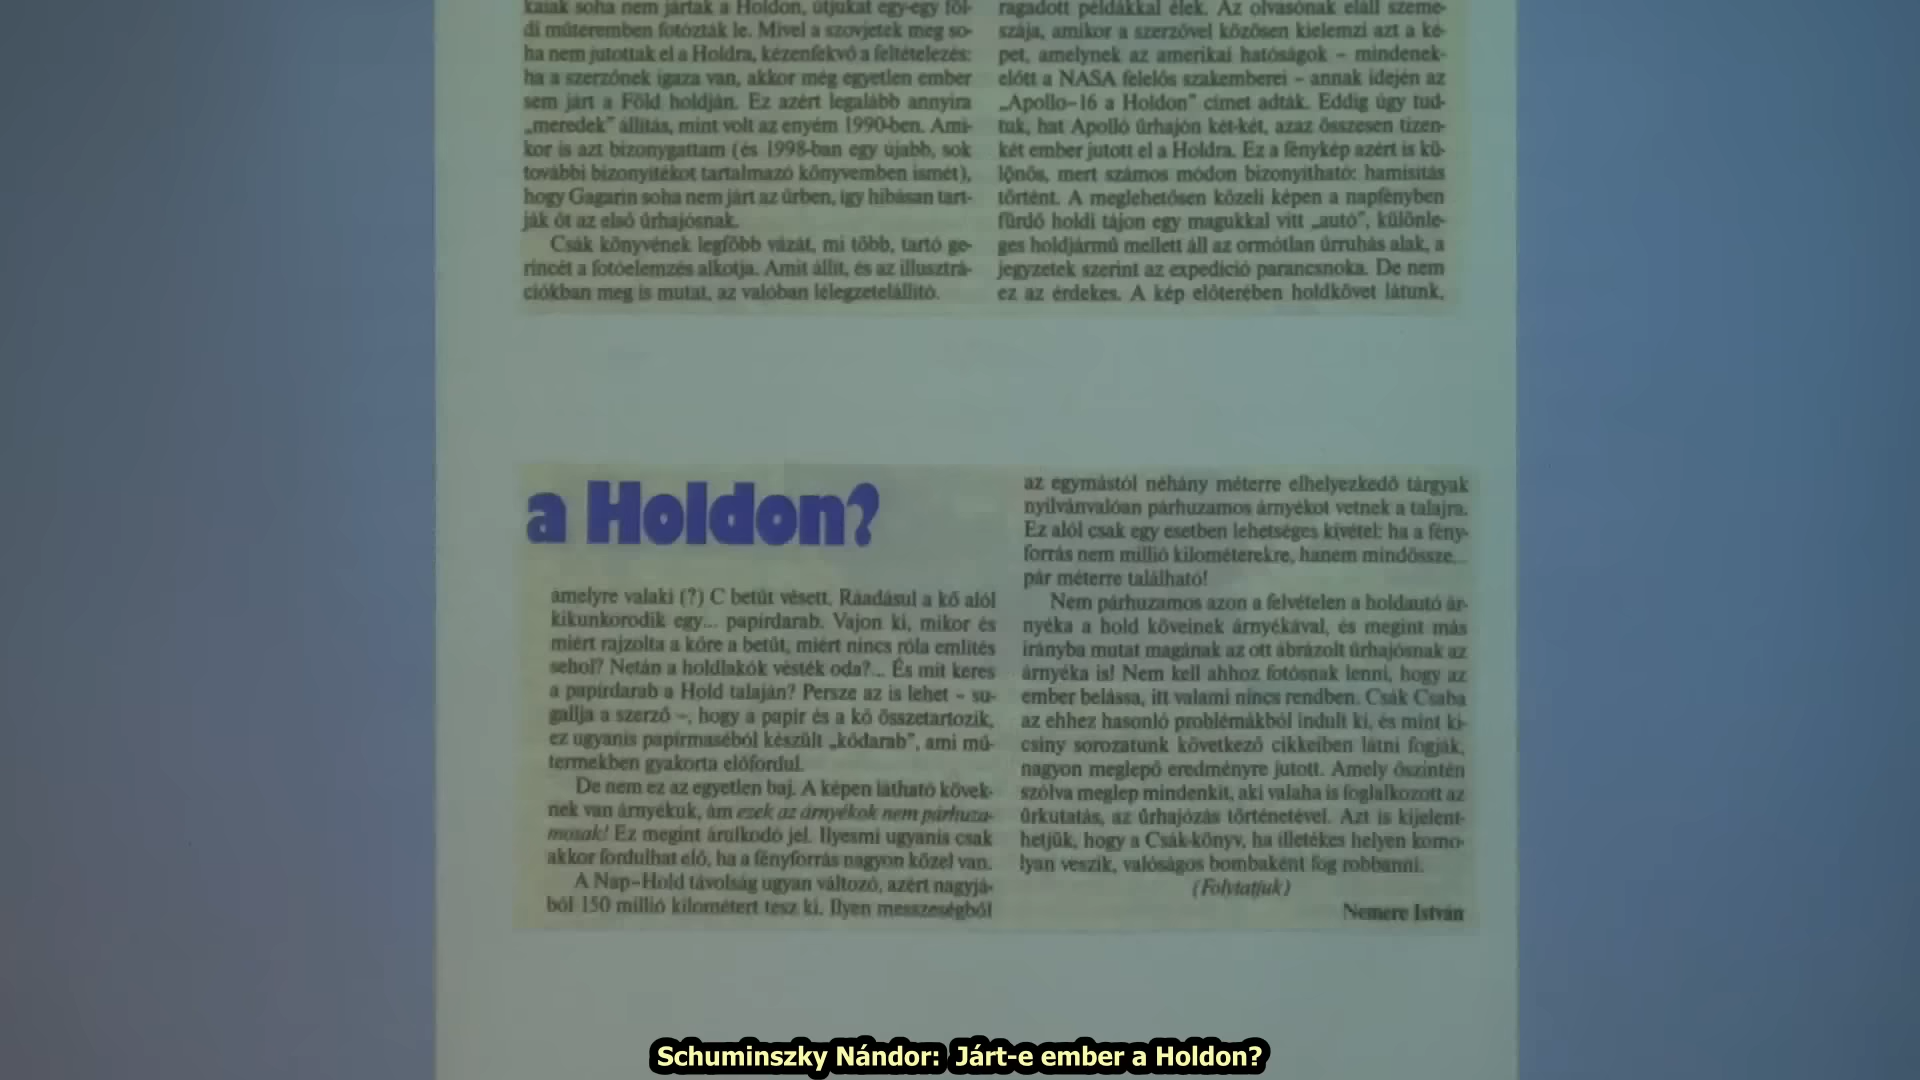 kaiak soha nem jártak a Holdon, útjukat egy-egy föl-
di műteremben fotózták le. Mivel a szovjetek meg so-
ha nem jutottak el a Holdra, kézenfekvő a feltételezés:
ha a szerzőnek igaza van, akkor még egyetlen ember
sem járt a Föld holdján. Ez azért legalább annyira
„meredek” állítás, mint volt az enyém 1990-ben. Ami-
kor is azt bizonygattam (és 1998-ban egy újabb, sok
további bizonyítékot tartalmazó könyvemben ismét),
hogy Gagarin soha nem járt az űrben, így hibásan tart-
ják őt az első űrhajósnak.
Csák könyvének legfőbb vázát, mi több, tartó ge-
rincét a fotóelemzés alkotja. Amit állít, és az illusztrá-
ciókban meg is mutat, az valóban lélegzetelállító.
ragadott példákkal élek. Az olvasónak eláll szeme-
szája, amikor a szerzővel közösen kielemzi azt a ké-
pet, amelynek az amerikai hatóságok – mindenek-
előtt a NASA felelős szakemberei – annak idején az
„Apollo–16 a Holdon” címet adták. Eddig úgy tud-
tuk, hat Apolló űrhajón két-két, azaz összesen tizen-
két ember jutott el a Holdra. Ez a fénykép azért is kü-
lönös, mert számos módon bizonyítható: hamisítás
történt. A meglehetősen közeli képen a napfényben
fürdő holdi tájon egy magukkal vitt „autó”, különle-
ges holdjármű mellett áll az ormótlan űrruhás alak, a
jegyzetek szerint az expedíció parancsnoka. De nem
ez az érdekes. A kép előterében holdkövet látunk,
a Holdon?
amelyre valaki (?) C betűt vésett. Ráadásul a kő alól
kikunkorodik egy... papírdarab. Vajon ki, mikor és
miért rajzolta a kőre a betűt, miért nincs róla említés
sehol? Netán a holdlakók vésték oda?... És mit keres
a papírdarab a Hold talaján? Persze az is lehet – su-
gallja a szerző –, hogy a papír és a kő összetartozik,
ez ugyanis papírmaséból készült „kődarab”, ami mű-
termekben gyakorta előfordul.
De nem ez az egyetlen baj. A képen látható kövek-
nek van árnyékuk, ám ezek az árnyékok nem párhuza-
mosak! Ez megint árulkodó jel. Ilyesmi ugyanis csak
akkor fordulhat elő, ha a fényforrás nagyon közel van.
A Nap–Hold távolság ugyan változó, azért nagyjá-
ból 150 millió kilométert tesz ki. Ilyen messzeségből
az egymástól néhány méterre elhelyezkedő tárgyak
nyilvánvalóan párhuzamos árnyékot vetnek a talajra.
Ez alól csak egy esetben lehetséges kivétel: ha a fény-
forrás nem millió kilométerekre, hanem mindössze...
pár méterre található!
Nem párhuzamos azon a felvételen a holdautó ár-
nyéka a hold köveinek árnyékával, és megint más
irányba mutat magának az ott ábrázolt űrhajósnak az
árnyéka is! Nem kell ahhoz fotósnak lenni, hogy az
ember belássa, itt valami nincs rendben. Csák Csaba
az ehhez hasonló problémákból indult ki, és mint ki-
csiny sorozatunk következő cikkeiben látni fogják,
nagyon meglepő eredményre jutott. Amely őszintén
szólva meglep mindenkit, aki valaha is foglalkozott az
űrkutatás, az űrhajózás történetével. Azt is kijelent-
hetjük, hogy a Csák-könyv, ha illetékes helyen komo-
lyan veszik, valóságos bombaként fog robbanni.
(Folytatjuk)
Nemere István
Schuminszky Nándor: Járt-e ember a Holdon?